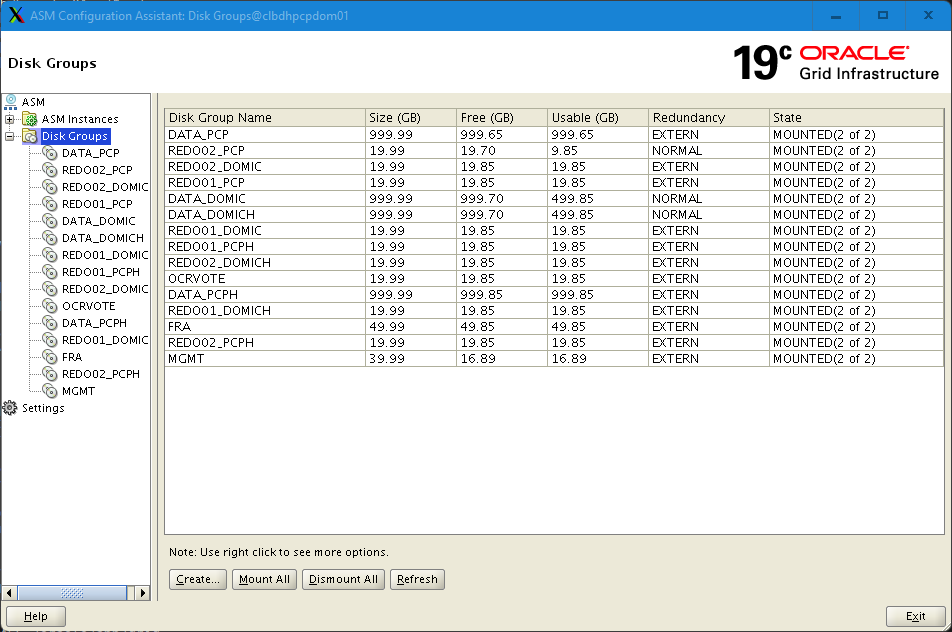 ASM Configuration Assistant: Disk Groups@clbdhpcpdom01
Disk Groups
19c ORACLE
Grid Infrastructure
ASM
ASM Instances
Disk Groups
DATA_PCP
REDO02_PCP
REDO02_DOMIC
REDO01_PCP
DATA_DOMIC
DATA_DOMICH
REDO01_DOMIC
REDO01_PCPH
REDO02_DOMIC
OCRVOTE
DATA_PCPH
REDO01_DOMIC
FRA
REDO02_PCPH
MGMT
Settings
Disk Group Name Size (GB) Free (GB) Usable (GB) Redundancy State
DATA_PCP 999.99 999.65 999.65 EXTERN MOUNTED(2 of 2)
REDO02_PCP 19.99 19.70 9.85 NORMAL MOUNTED(2 of 2)
REDO02_DOMIC 19.99 19.85 19.85 EXTERN MOUNTED(2 of 2)
REDO01_PCP 19.99 19.85 19.85 EXTERN MOUNTED(2 of 2)
DATA_DOMIC 999.99 999.70 499.85 NORMAL MOUNTED(2 of 2)
DATA_DOMICH 999.99 999.70 499.85 NORMAL MOUNTED(2 of 2)
REDO01_DOMIC 19.99 19.85 19.85 EXTERN MOUNTED(2 of 2)
REDO01_PCPH 19.99 19.85 19.85 EXTERN MOUNTED(2 of 2)
REDO02_DOMICH 19.99 19.85 19.85 EXTERN MOUNTED(2 of 2)
OCRVOTE 19.99 19.85 19.85 EXTERN MOUNTED(2 of 2)
DATA_PCPH 999.99 999.85 999.85 EXTERN MOUNTED(2 of 2)
REDO01_DOMICH 19.99 19.85 19.85 EXTERN MOUNTED(2 of 2)
FRA 49.99 49.85 49.85 EXTERN MOUNTED(2 of 2)
REDO02_PCPH 19.99 19.85 19.85 EXTERN MOUNTED(2 of 2)
MGMT 39.99 16.89 16.89 EXTERN MOUNTED(2 of 2)
Note: Use right click to see more options.
Create... Mount All Dismount All Refresh
Help Exit